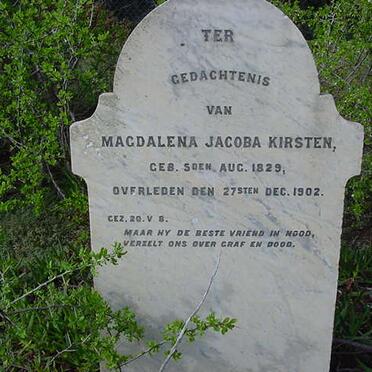 TER
GEDACHTENIS
VAN
MAGDALENA JACOBA KIRSTEN,
GEB. 5DEN AUG. 1829,
OVERLEDEN DEN 27STEN DEC. 1902.
GEZ. 20. V 8.
MAAR HY DE BESTE VRIEND IN NOOD,
VERZELT ONS OVER GRAF EN DOOD.